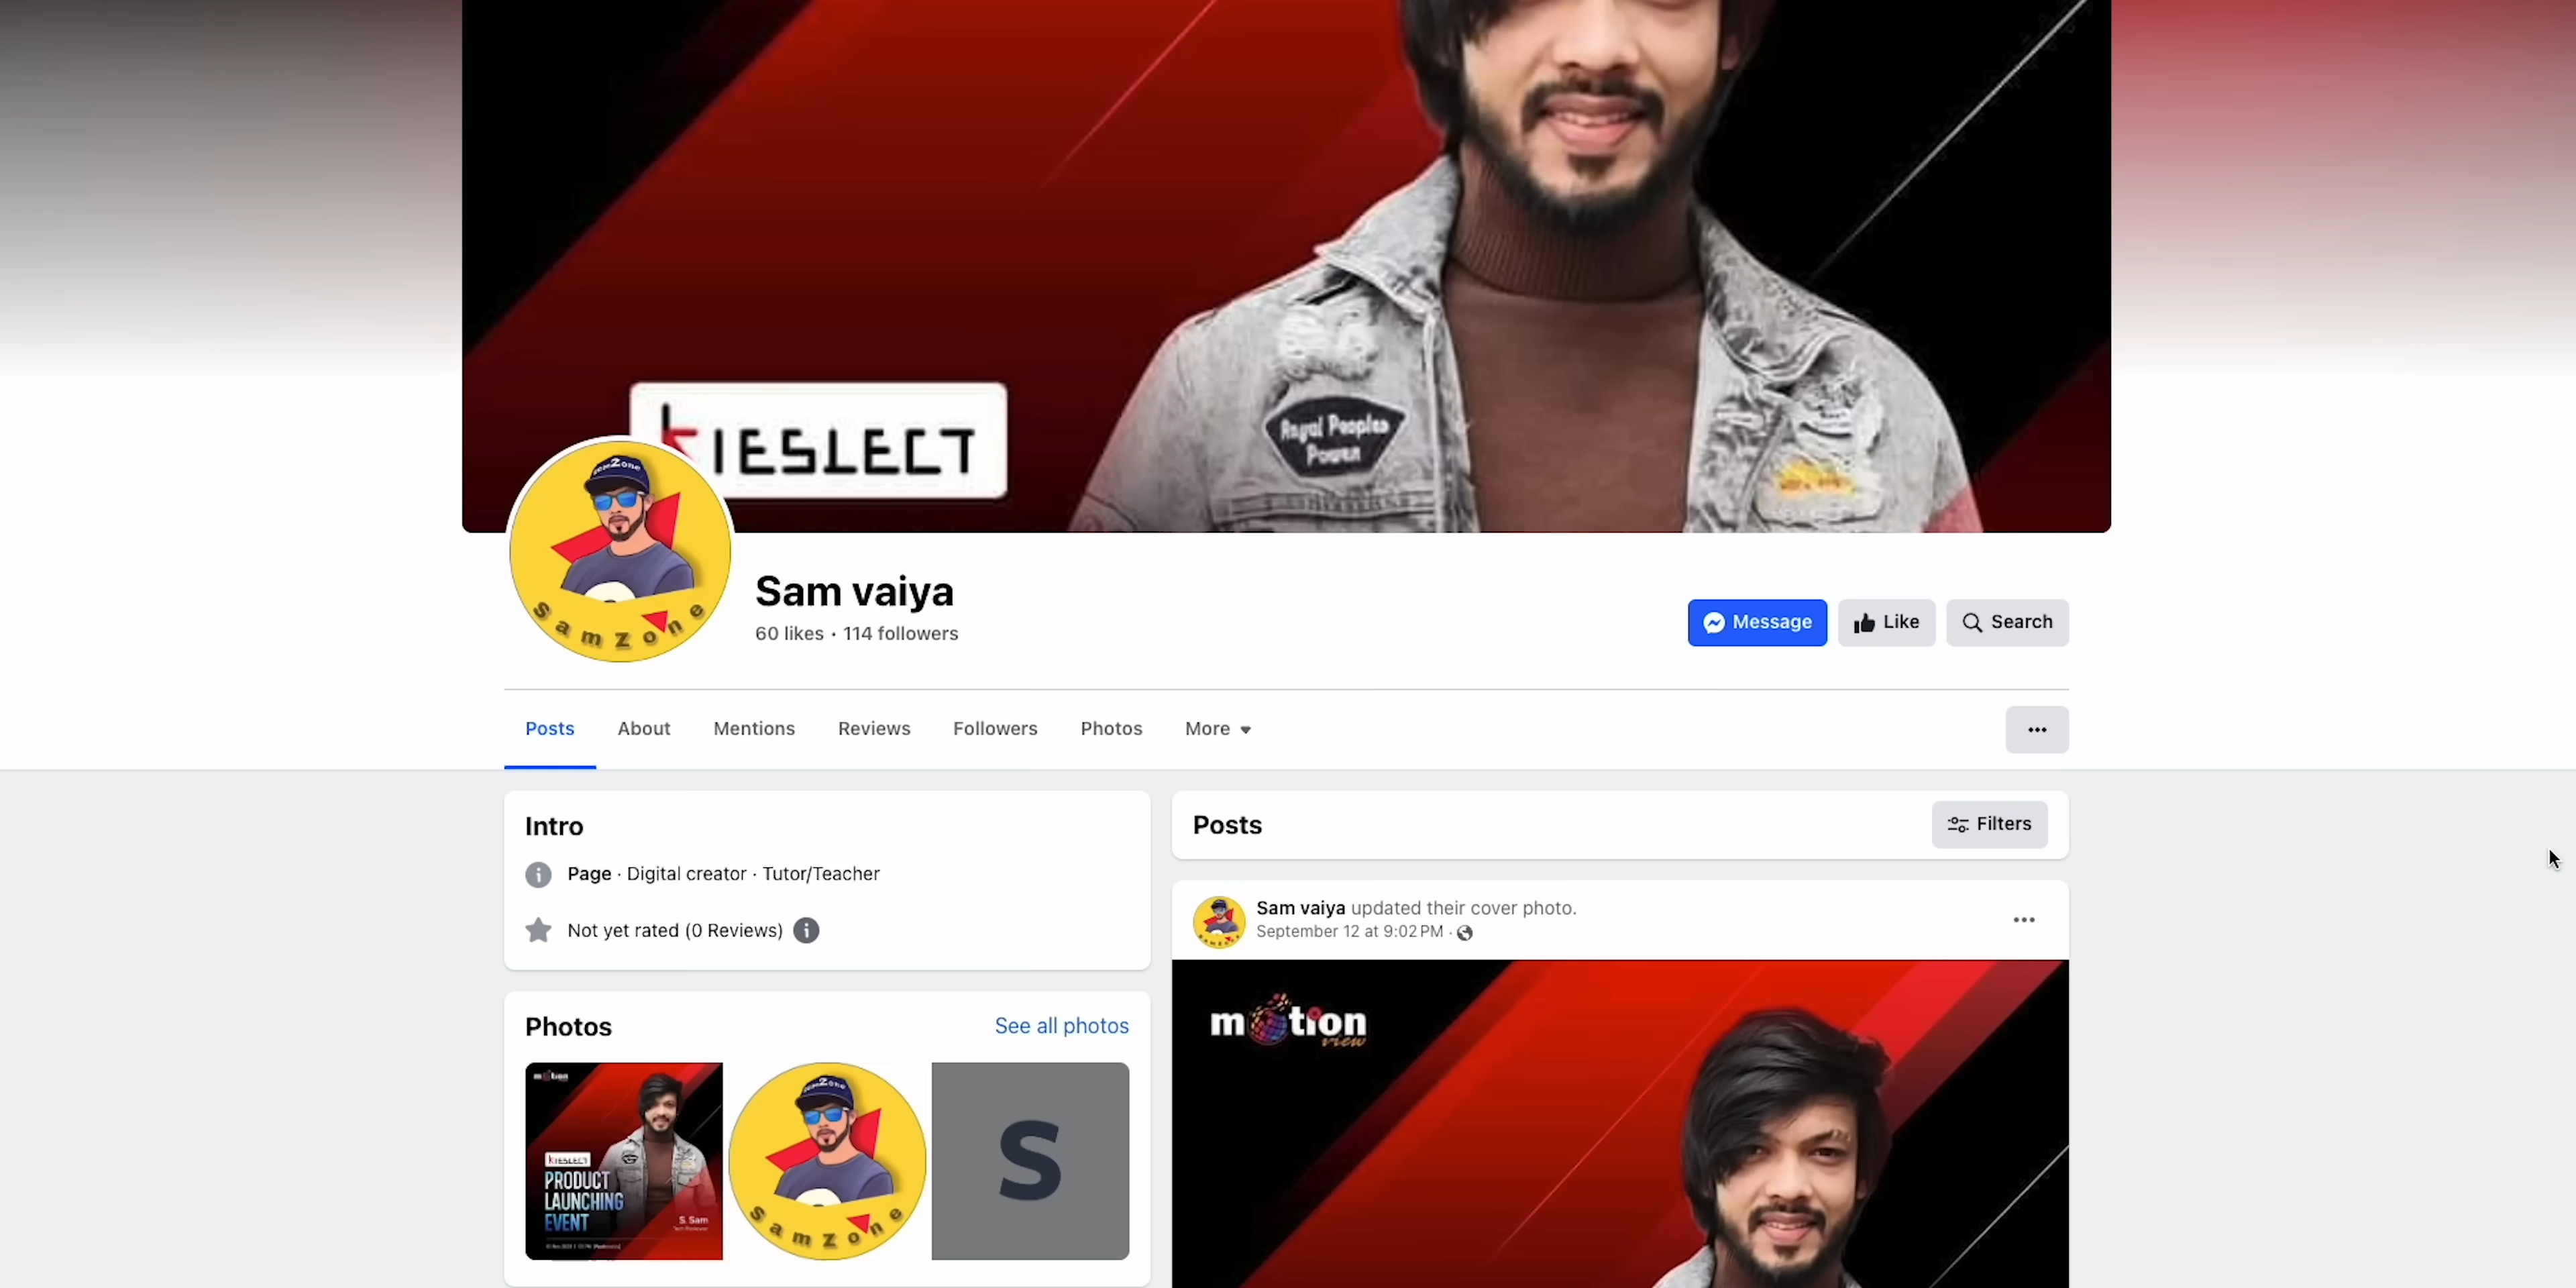 Royal Peoples
Power
KIESLECT
samZone
SamZone
Sam vaiya
60 likes · 114 followers
Message
Like
Search
Posts
About
Mentions
Reviews
Followers
Photos
More
Intro
Page · Digital creator · Tutor/Teacher
Not yet rated (0 Reviews)
Photos
See all photos
motion
KIESLECT
PRODUCT
LAUNCHING
EVENT
S. Sam
samZone
SamZone
S
Posts
Filters
Sam vaiya updated their cover photo.
September 12 at 9:02 PM ·
motion
view